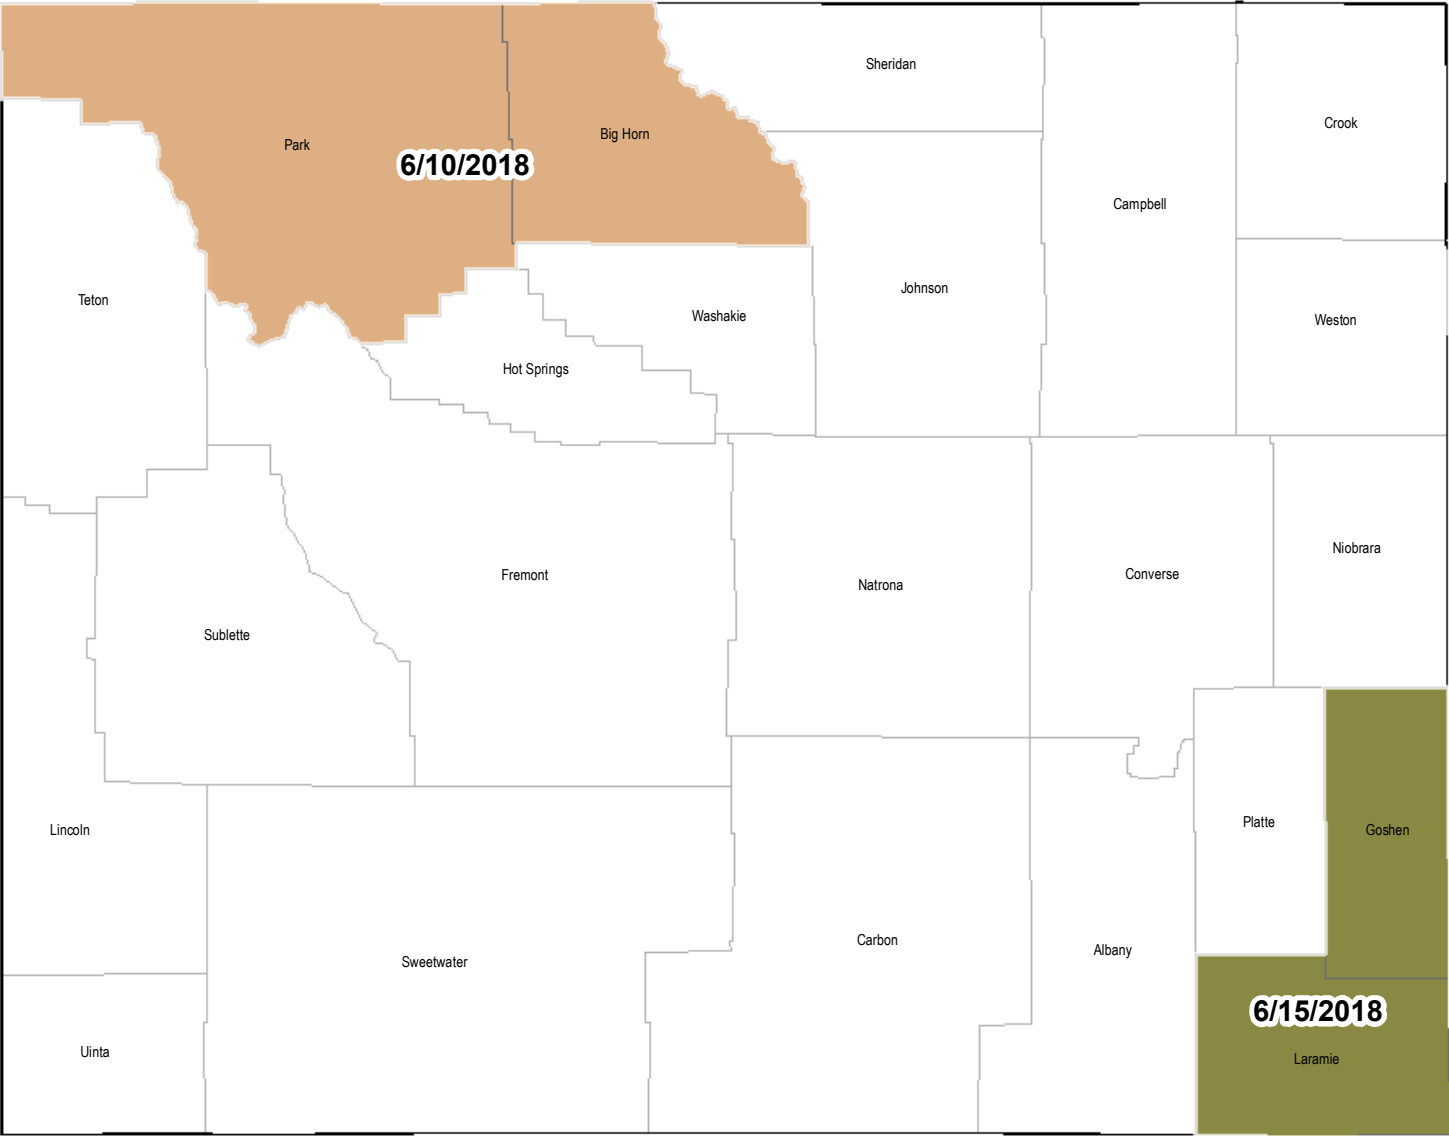 Sheridan
Crook
Big Horn
Park
6/10/2018
Campbell
Johnson
Teton
Washakie
Weston
Hot Springs
Niobrara
Converse
Fremont
Natrona
Sublette
Platte
Lincoln
Goshen
Carbon
Albany
Sweetwater
6/15/2018
Uinta
Laramie